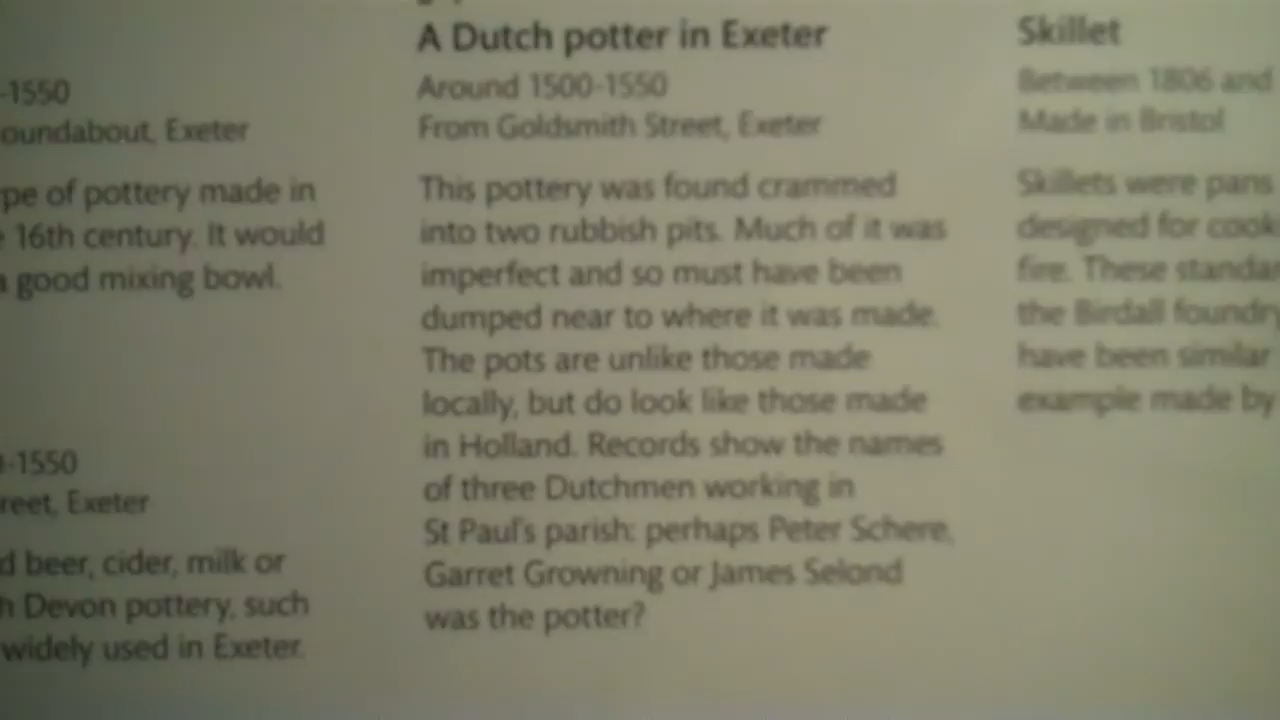 -1550
oundabout, Exeter
pe of pottery made in
16th century. It would
a good mixing bowl.
-1550
reet, Exeter
d beer, cider, milk or
h Devon pottery, such
widely used in Exeter.
A Dutch potter in Exeter
Around 1500-1550
From Goldsmith Street, Exeter
This pottery was found crammed
into two rubbish pits. Much of it was
imperfect and so must have been
dumped near to where it was made.
The pots are unlike those made
locally, but do look like those made
in Holland. Records show the names
of three Dutchmen working in
St Paul's parish: perhaps Peter Schere,
Garret Growning or James Selond
was the potter?
Skillet
Between 1806 and
Made in Bristol
Skillets were pans
designed for cook
fire. These standa
the Birdall foundry
have been similar
example made by